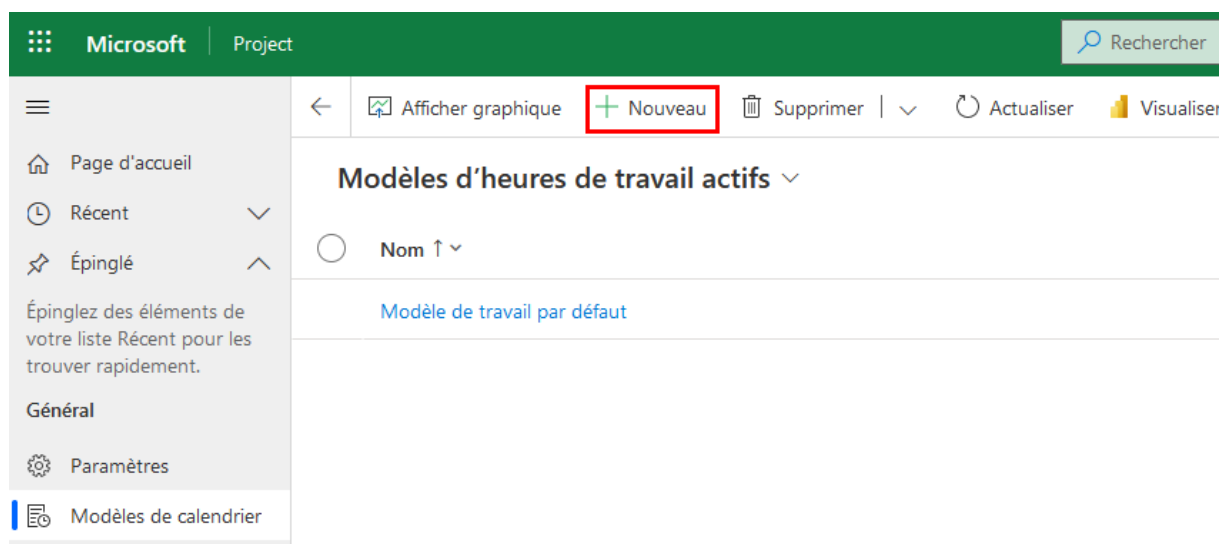 Microsoft Project Rechercher
Afficher graphique Nouveau Supprimer Actualiser Visualiser
Page d'accueil
Récent
Épinglé
Épinglez des éléments de
votre liste Récent pour les
trouver rapidement.
Général
Paramètres
Modèles de calendrier
Modèles d’heures de travail actifs
Nom
Modèle de travail par défaut